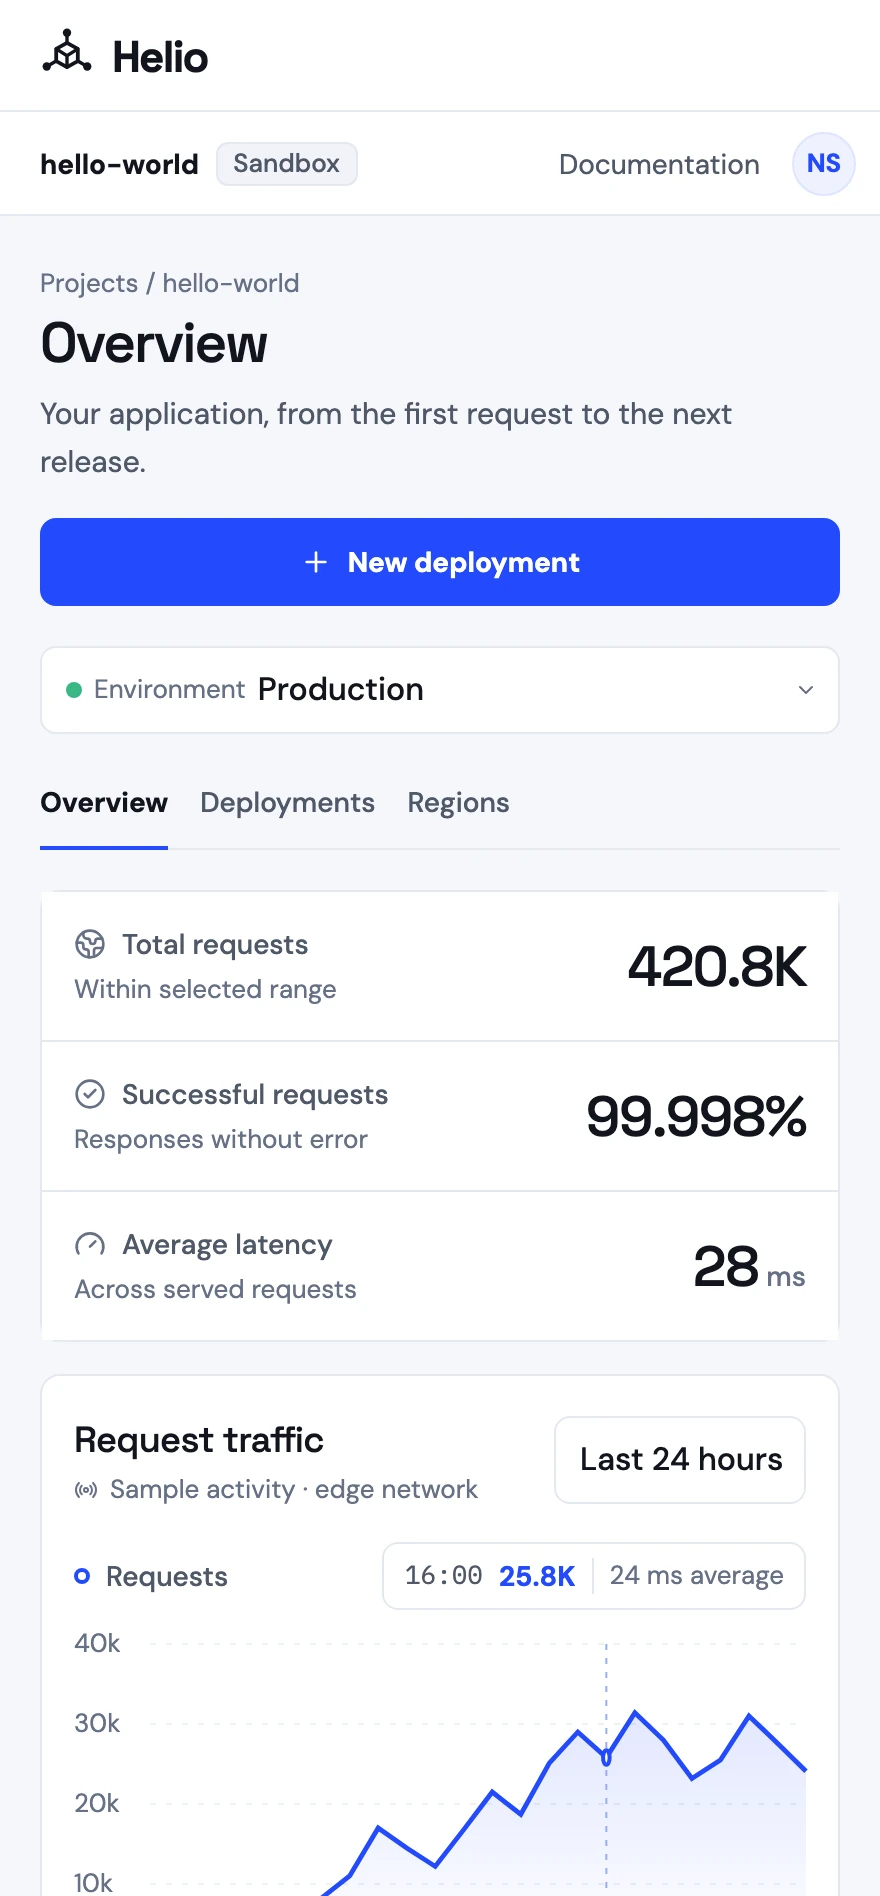 Helio
hello-world Sandbox Documentation NS
Projects / hello-world
Overview
Your application, from the first request to the next
release.
New deployment
Environment Production
Overview Deployments Regions
Total requests
Within selected range
420.8K
Successful requests
Responses without error
99.998%
Average latency
Across served requests
28 ms
Request traffic
Sample activity · edge network
Last 24 hours
Requests
16:00 25.8K 24 ms average
40k
30k
20k
10k